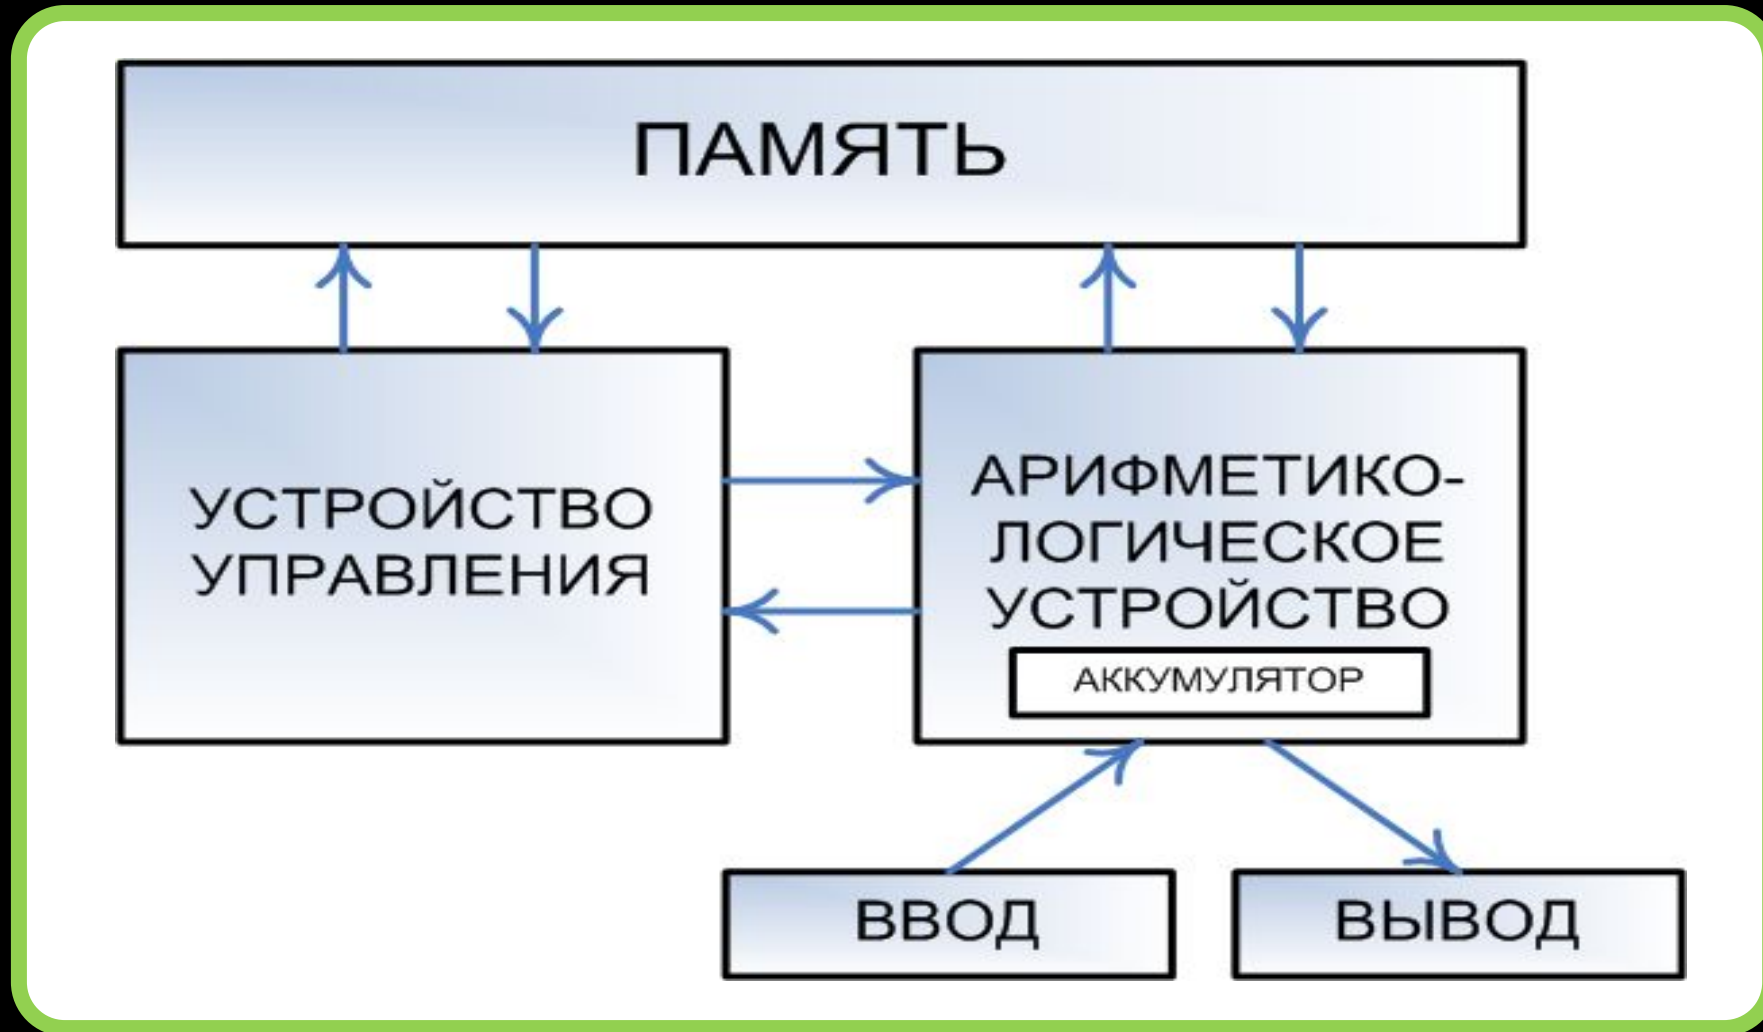 ПАМЯТЬ
УСТРОЙСТВО
УПРАВЛЕНИЯ
АРИФМЕТИКО-
ЛОГИЧЕСКОЕ
УСТРОЙСТВО
АККУМУЛЯТОР
ВВОД
ВЫВОД